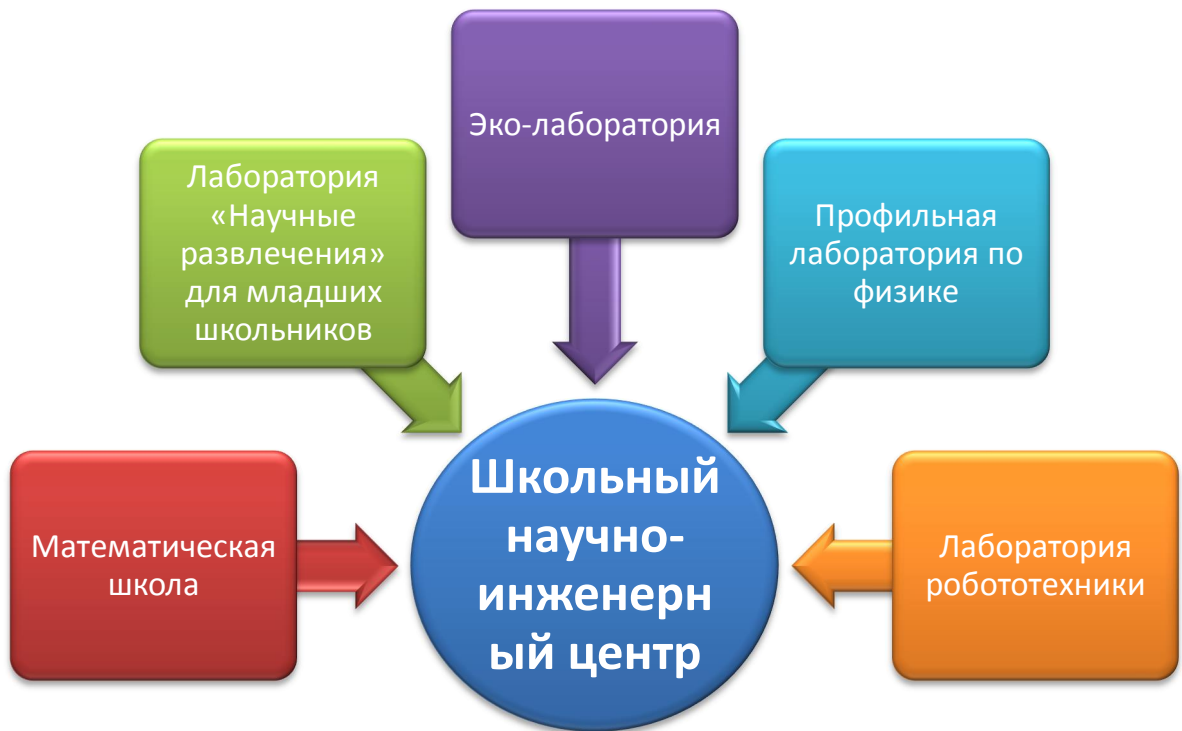 Эко-лаборатория
Лаборатория
«Научные
развлечения»
для младших
школьников
Профильная
лаборатория по
физике
Математическая
школа
Школьный
научно-
инженерн
ый центр
Лаборатория
робототехники